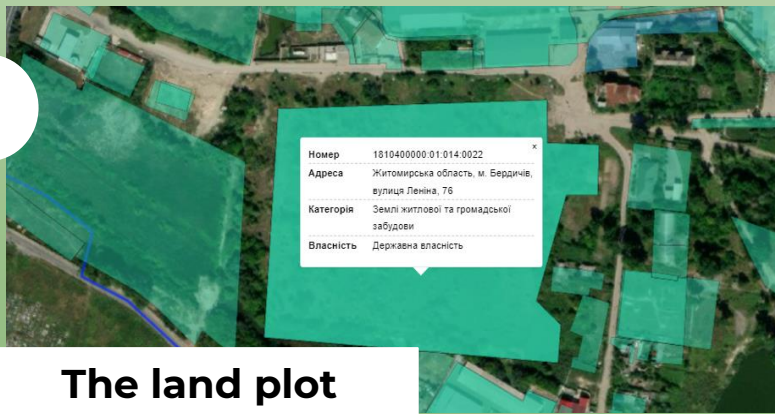 x
Номер 1810400000:01:014:0022
Адреса Житомирська область, м. Бердичів,
вулиця Леніна, 76
Категорія Землі житлової та громадської
забудови
Власність Державна власність
The land plot